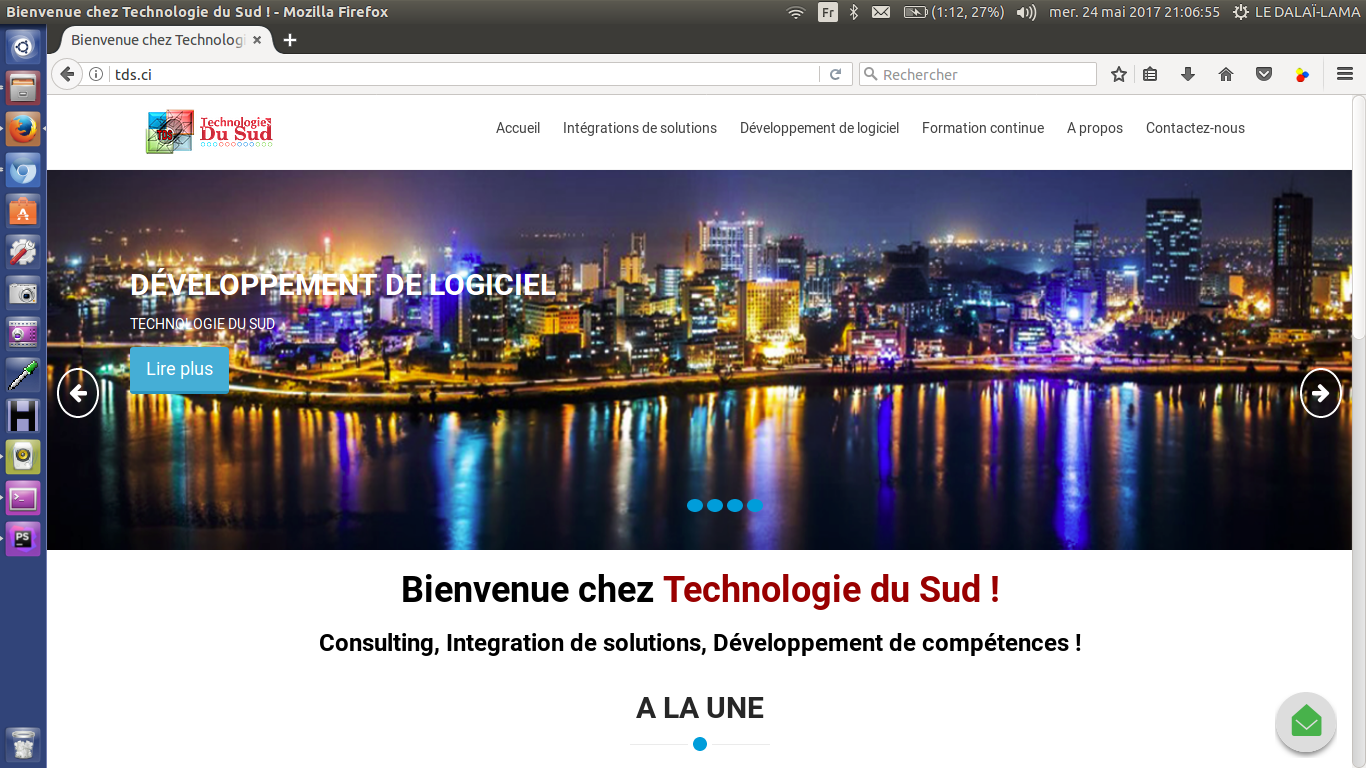 Bienvenue chez Technologie du Sud ! - Mozilla Firefox
Fr
(1:12, 27%)
mer. 24 mai 2017 21:06:55
LE DALAÏ-LAMA
Bienvenue chez Technologi
tds.ci
Rechercher
TDS
Technologie
Du Sud
Accueil
Intégrations de solutions
Développement de logiciel
Formation continue
A propos
Contactez-nous
DÉVELOPPEMENT DE LOGICIEL
TECHNOLOGIE DU SUD
Lire plus
PS
Bienvenue chez Technologie du Sud !
Consulting, Integration de solutions, Développement de compétences !
A LA UNE